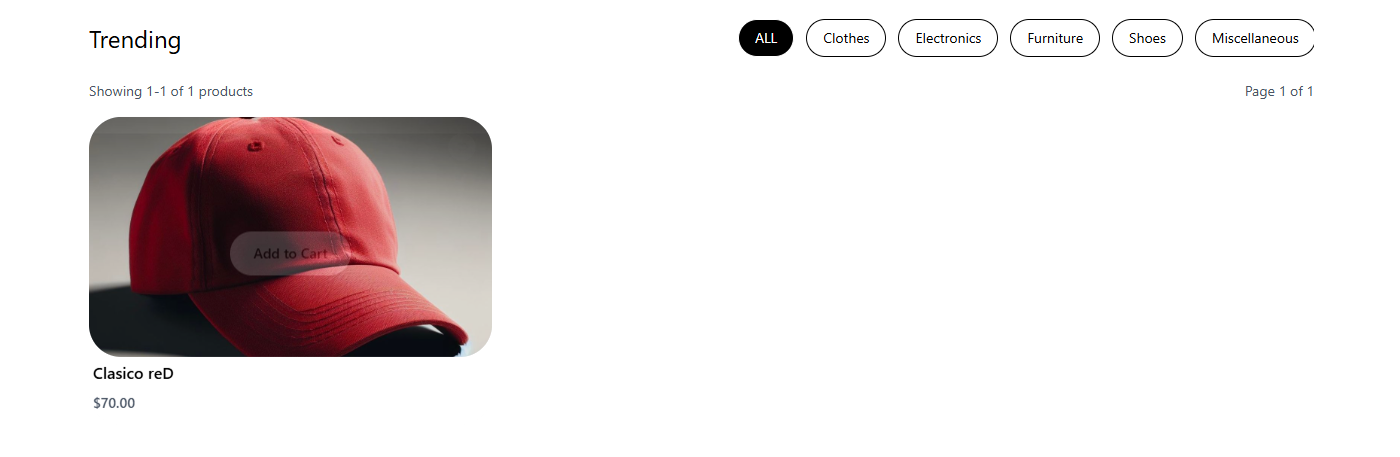 Trending
ALL
Clothes
Electronics
Furniture
Shoes
Miscellaneous
Showing 1-1 of 1 products
Page 1 of 1
Add to Cart
Clasico reD
$70.00